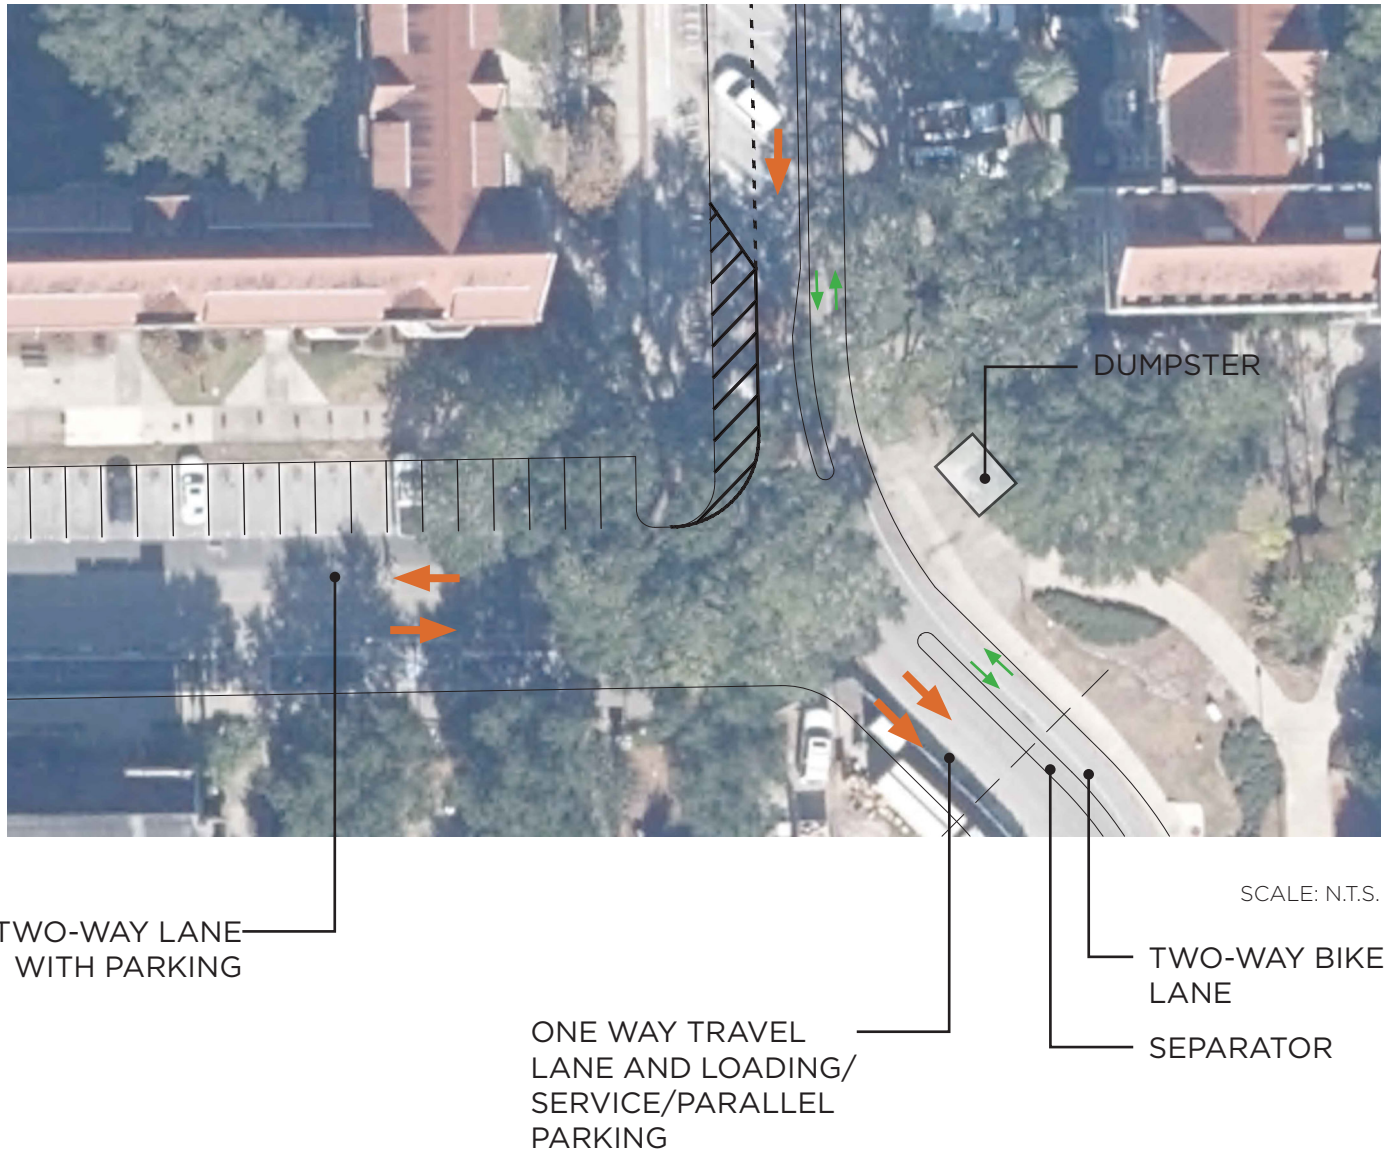 DUMPSTER
SCALE: N.T.S.
TWO-WAY LANE
WITH PARKING
TWO-WAY BIKE
LANE
ONE WAY TRAVEL
LANE AND LOADING/
SERVICE/PARALLEL
PARKING
SEPARATOR